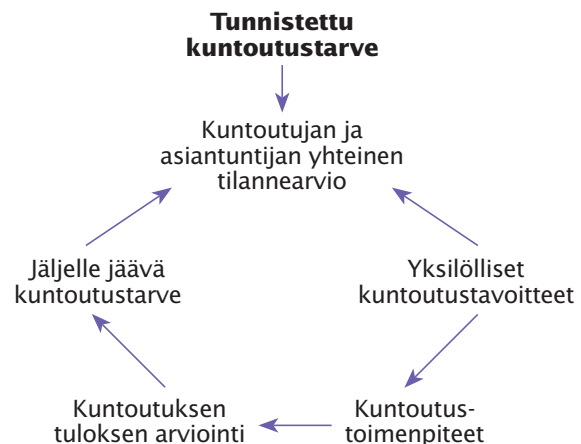 Tunnistettu
kuntoutustarve
Kuntoutujan ja
asiantuntijan yhteinen
tilannearvio
Jäljelle jäävä
kuntoutustarve
Yksilölliset
kuntoutustavoitteet
Kuntoutuksen
tuloksen arviointi
Kuntoutus-
toimenpiteet